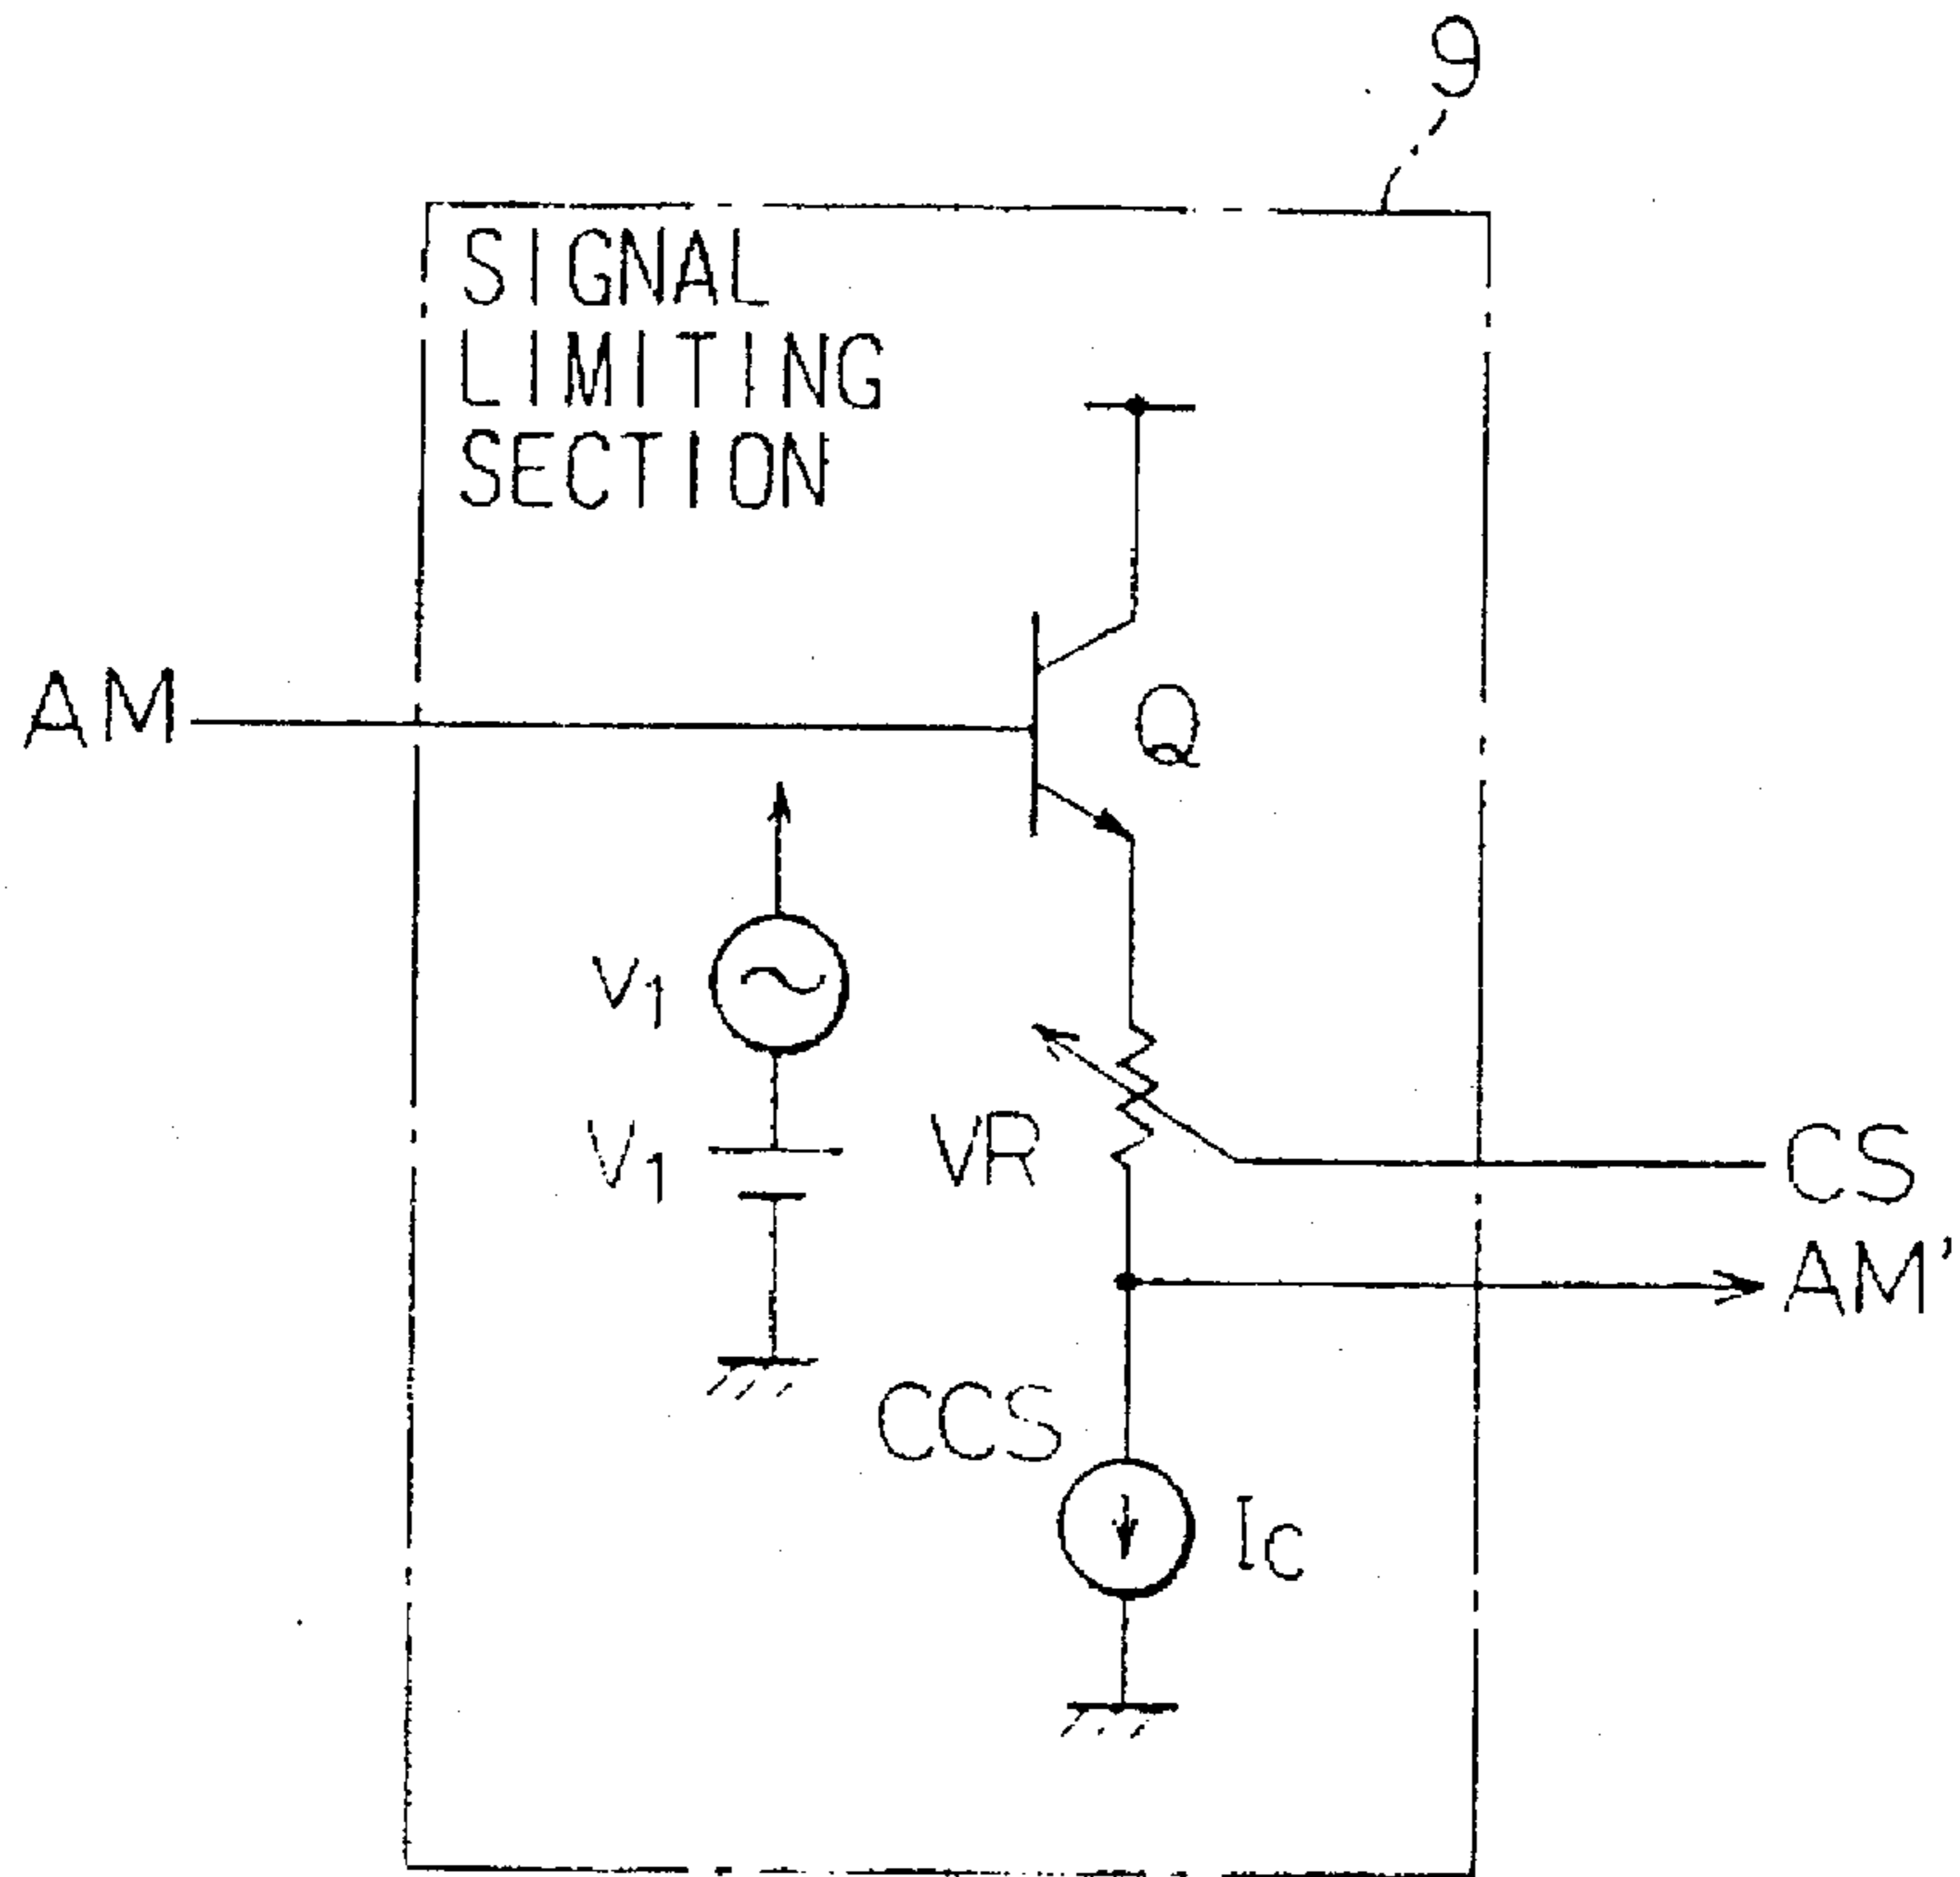 9
SIGNAL
LIMITING
SECTION
AM
Q
v1
V1
VR
CS
AM'
CCS
IC